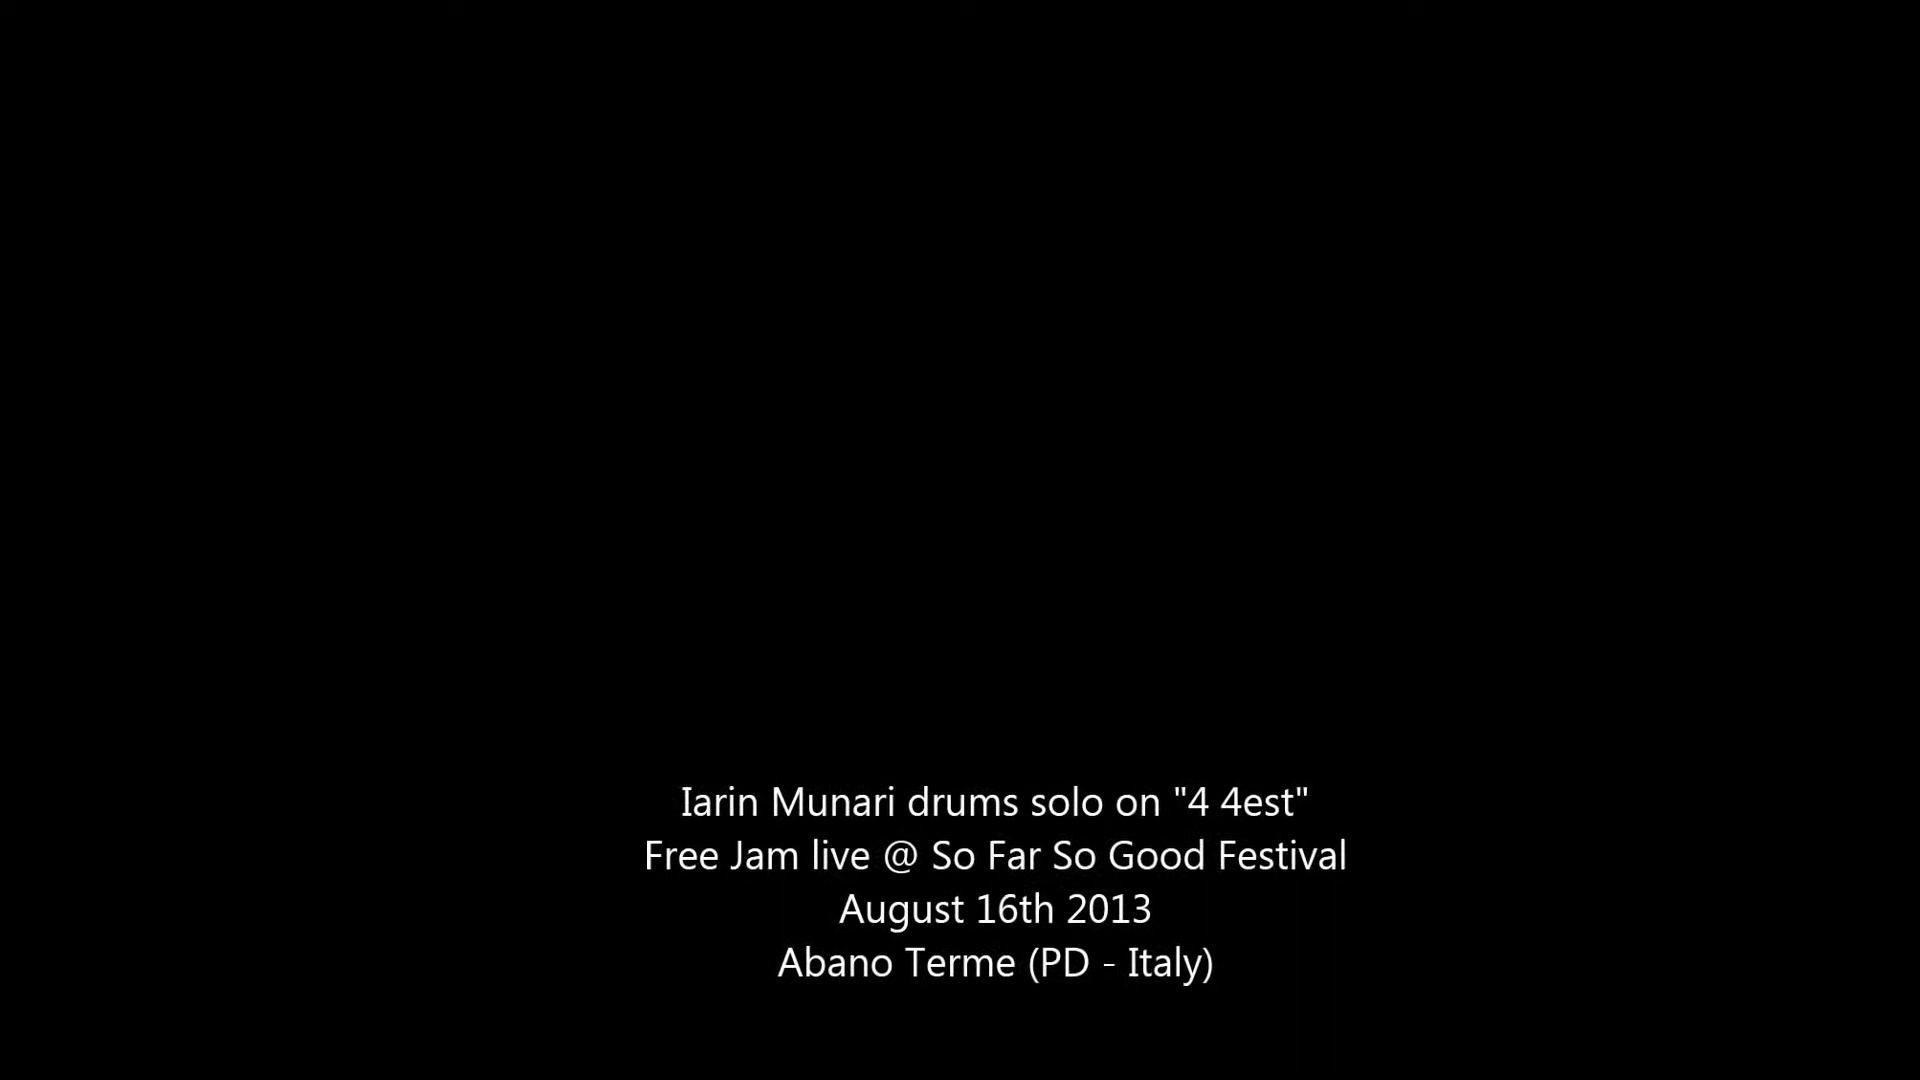 Iarin Munari drums solo on "4 4est"
Free Jam live @ So Far So Good Festival
August 16th 2013
Abano Terme (PD - Italy)